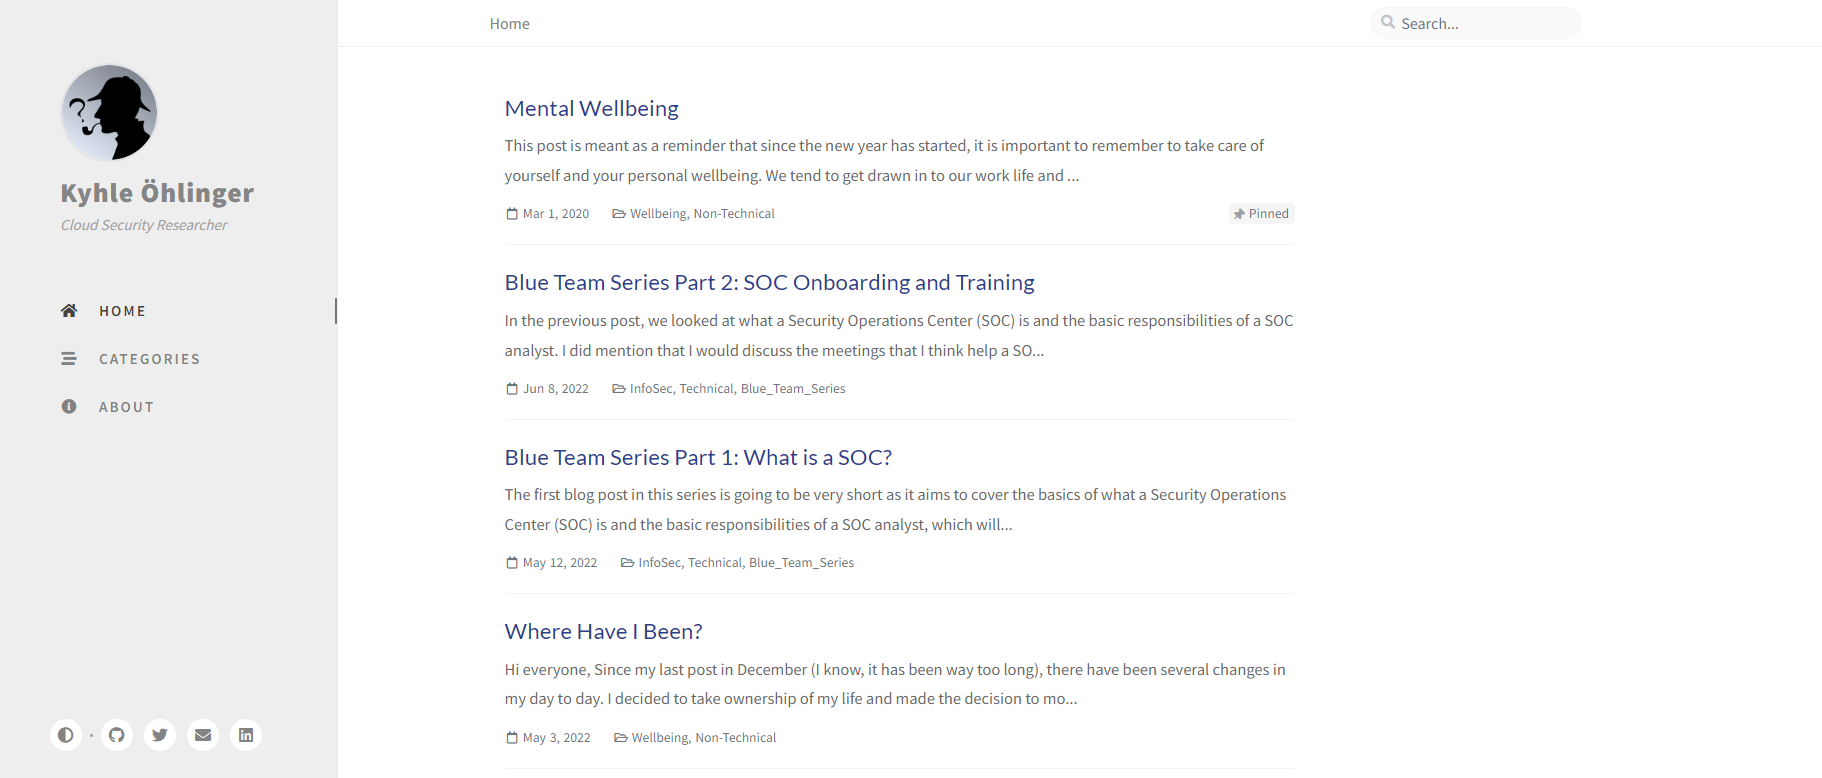 Kyhle Öhlinger
Cloud Security Researcher
HOME
CATEGORIES
ABOUT
Home
Search...
Mental Wellbeing
This post is meant as a reminder that since the new year has started, it is important to remember to take care of
yourself and your personal wellbeing. We tend to get drawn in to our work life and ...
Mar 1, 2020 Wellbeing, Non-Technical Pinned
Blue Team Series Part 2: SOC Onboarding and Training
In the previous post, we looked at what a Security Operations Center (SOC) is and the basic responsibilities of a SOC
analyst. I did mention that I would discuss the meetings that I think help a SO...
Jun 8, 2022 InfoSec, Technical, Blue_Team_Series
Blue Team Series Part 1: What is a SOC?
The first blog post in this series is going to be very short as it aims to cover the basics of what a Security Operations
Center (SOC) is and the basic responsibilities of a SOC analyst, which will...
May 12, 2022 InfoSec, Technical, Blue_Team_Series
Where Have I Been?
Hi everyone, Since my last post in December (I know, it has been way too long), there have been several changes in
my day to day. I decided to take ownership of my life and made the decision to mo...
May 3, 2022 Wellbeing, Non-Technical